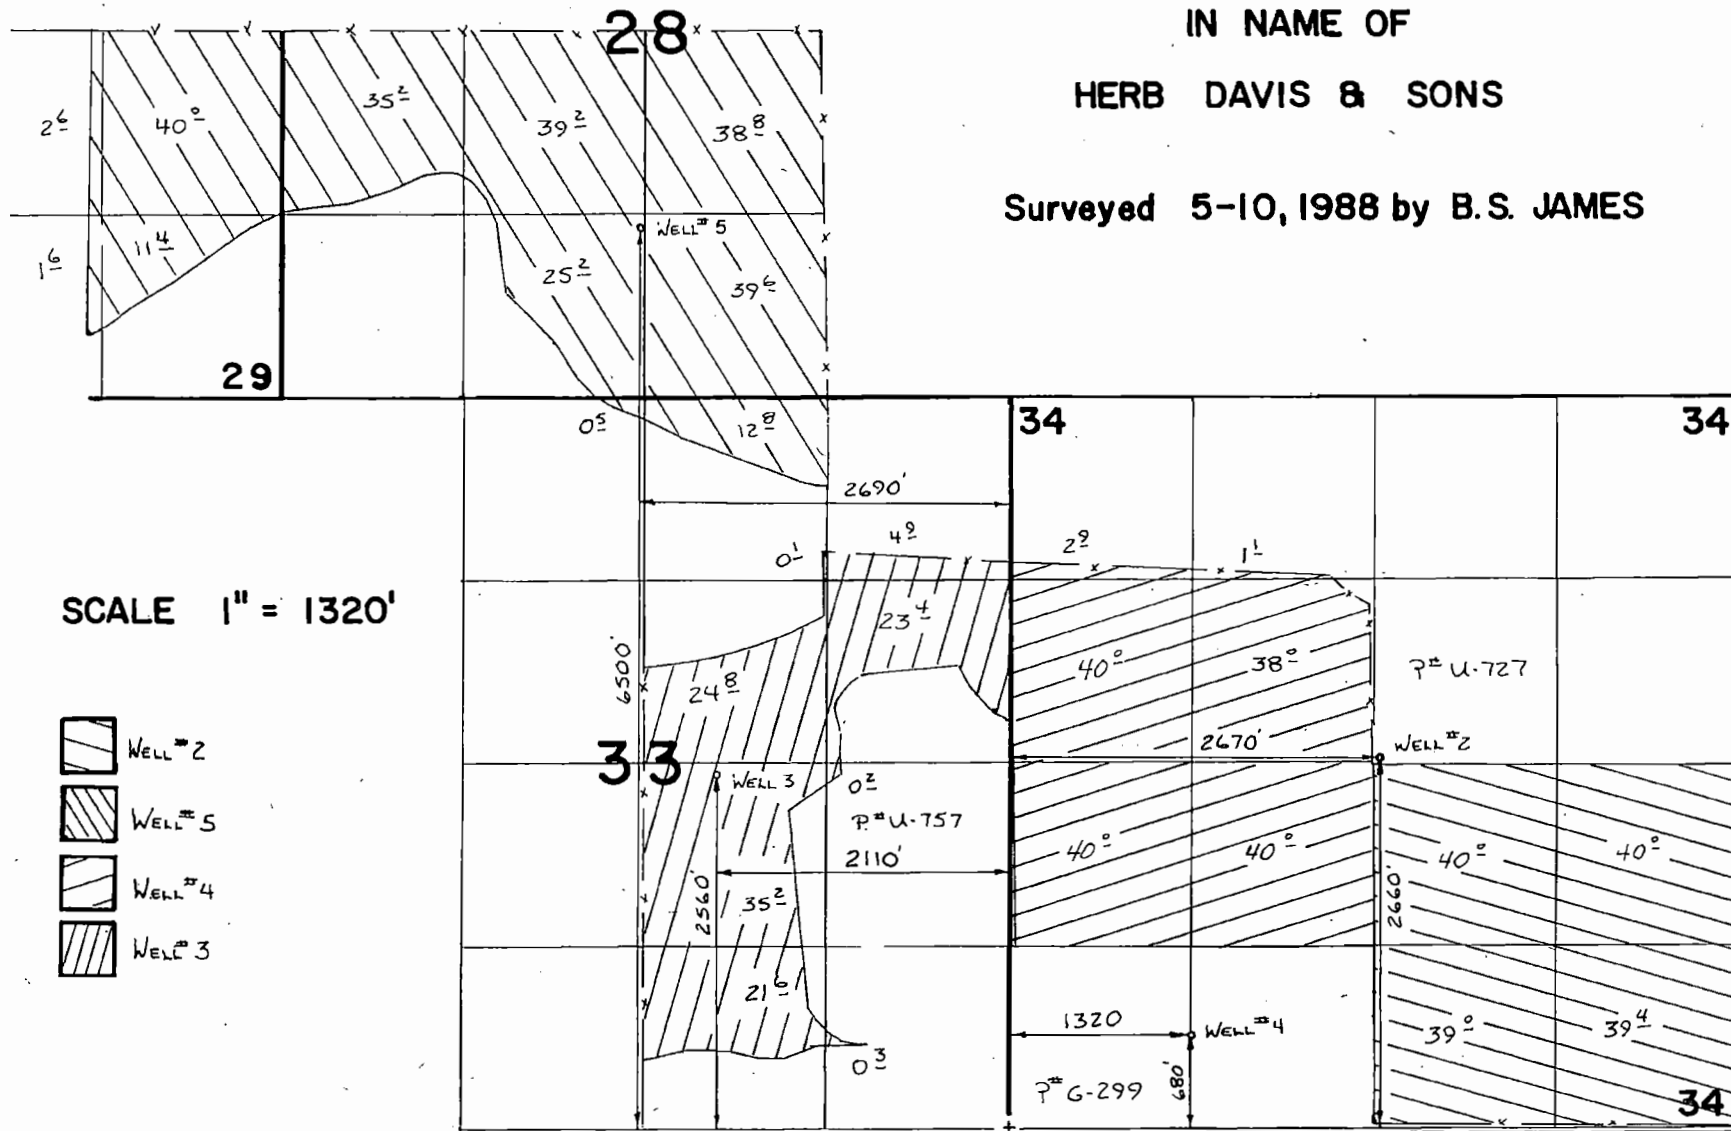 IN NAME OF
HERB DAVIS & SONS
Surveyed 5-10, 1988 by B.S. JAMES
28
2 6
40 0
35 2
39 2
38 8
1 6
11 4
WELL #5
25 2
39 6
29
0 5
12 8
34
34
2690'
0 1
4 9
2 9
1 1
SCALE 1" = 1320'
23 4
6500'
24 8
40 0
38 0
P# U-727
33
WELL 3
2670'
WELL #2
0 2
P.# U-757
2110'
40 0
40 0
40 0
40 0
2560'
35 2
2660'
WELL #2
WELL #5
WELL #4
WELL #3
21 6
1320
WELL #4
39 0
39 4
0 3
680'
P# G-299
34